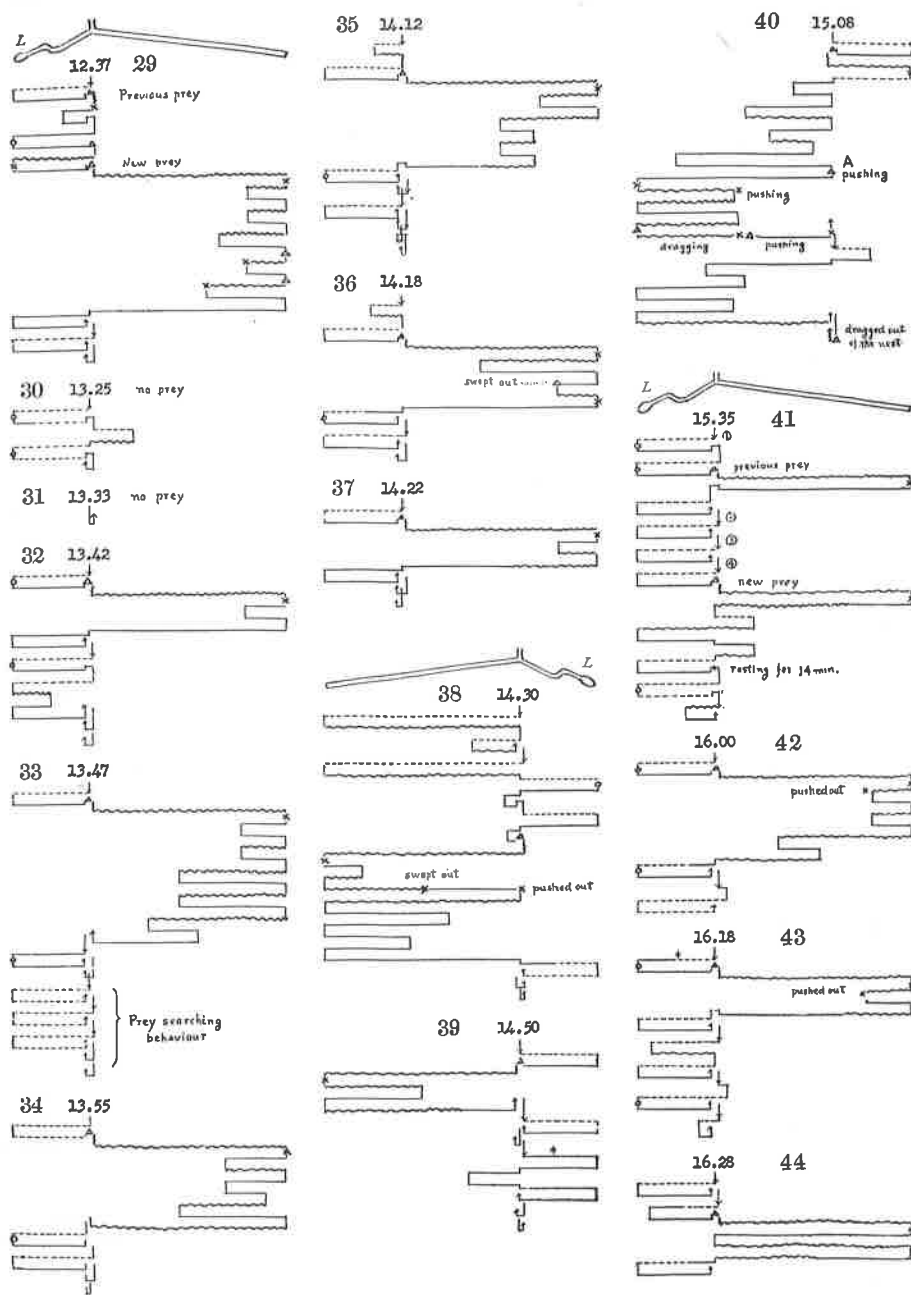 L
12.37 29
Previous prey
New prey
30 13.25 no prey
31 13.33 no prey
32 13.42
33 13.47
Prey searching
behaviour
34 13.55
35 14.12
36 14.18
swept out
37 14.22
L
38 14.30
swept out
pushed out
39 14.50
40 15.08
A
pushing
pushing
dragging
pushing
dragged out
of the nest
L
15.35 41
①
previous prey
②
③
④
new prey
resting for 14 min.
16.00 42
pushed out
16.18 43
pushed out
16.28 44